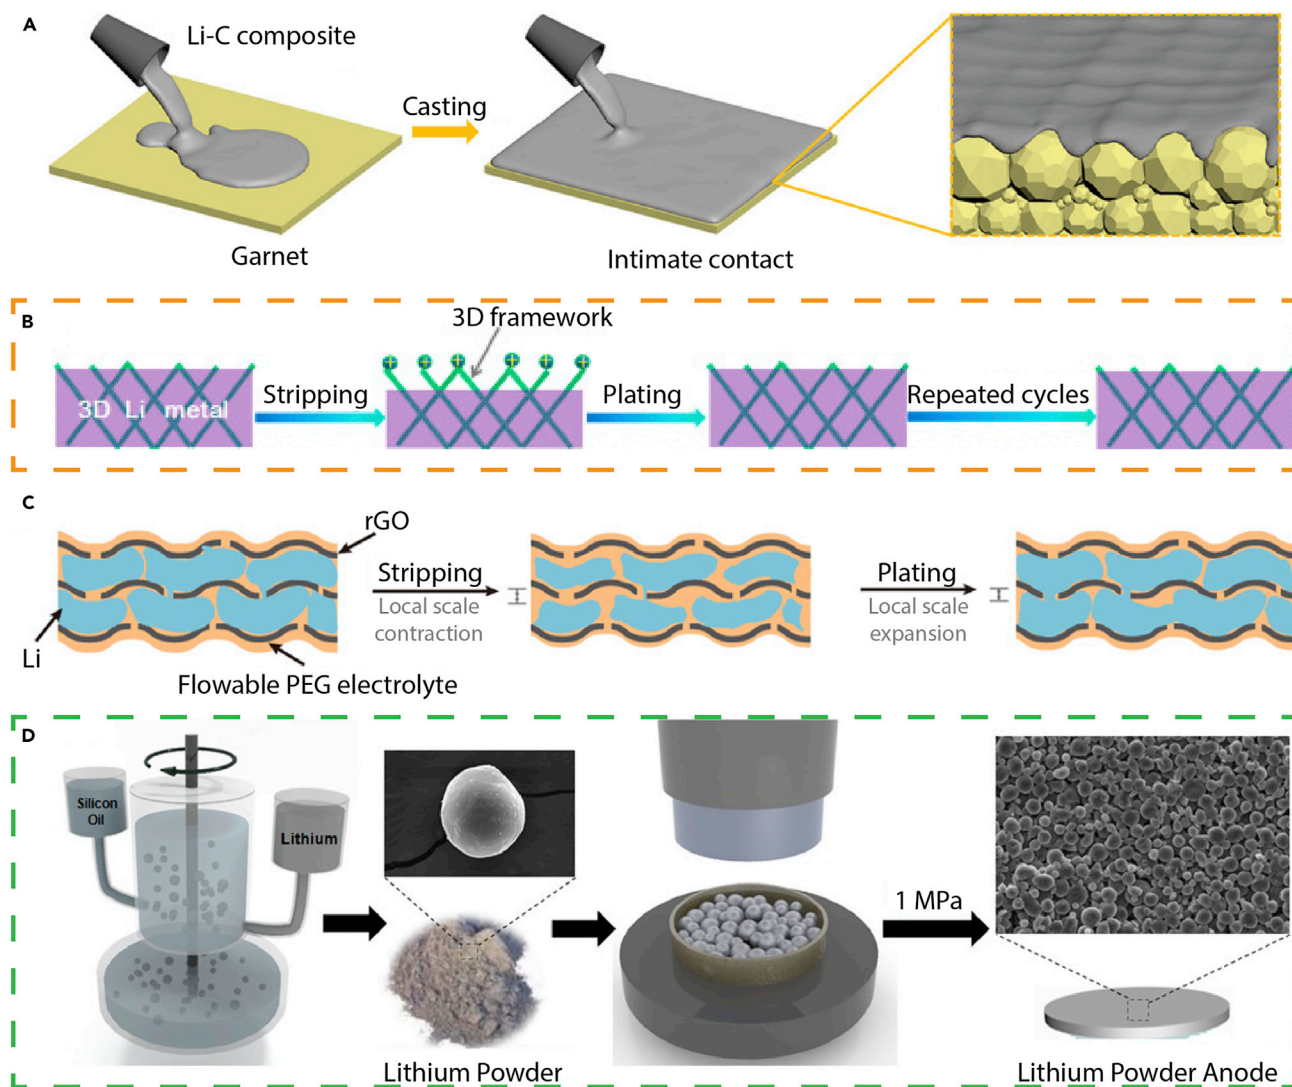 A
Li-C composite
Casting
Garnet
Intimate contact
B
3D framework
3D Li metal
Stripping
Plating
Repeated cycles
C
rGO
Stripping
Local scale
contraction
Plating
Local scale
expansion
Li
Flowable PEG electrolyte
D
Silicon
Oil
Lithium
1 MPa
Lithium Powder
Lithium Powder Anode